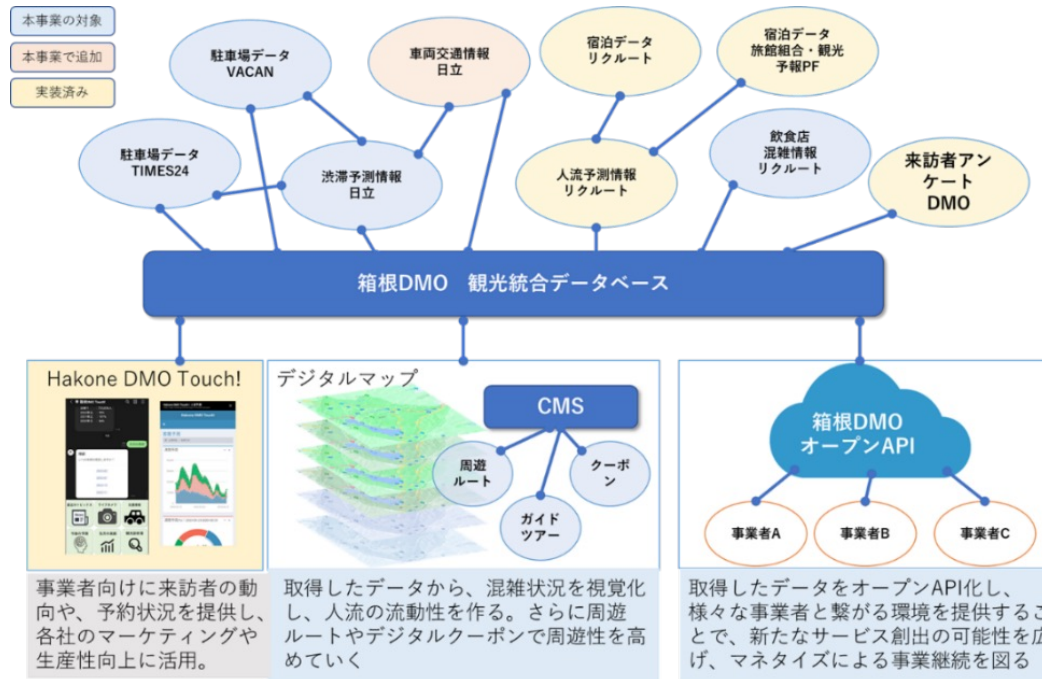 本事業の対象
本事業で追加
実装済み
駐車場データ
VACAN
車両交通情報
日立
宿泊データ
リクルート
宿泊データ
旅館組合・観光
予報PF
駐車場データ
TIMES24
渋滞予測情報
日立
人流予測情報
リクルート
飲食店
混雑情報
リクルート
来訪者アン
ケート
DMO
箱根DMO 観光統合データベース
Hakone DMO Touch!
デジタルマップ
CMS
周遊
ルート
クーポ
ン
ガイド
ツアー
箱根DMO
オープンAPI
事業者A
事業者B
事業者C
事業者向けに来訪者の動
向や、予約状況を提供し、
各社のマーケティングや
生産性向上に活用。
取得したデータから、混雑状況を視覚化
し、人流の流動性を作る。さらに周遊
ルートやデジタルクーポンで周遊性を高
めていく
取得したデータをオープンAPI化し、
様々な事業者と繋がる環境を提供するこ
とで、新たなサービス創出の可能性を広
げ、マネタイズによる事業継続を図る